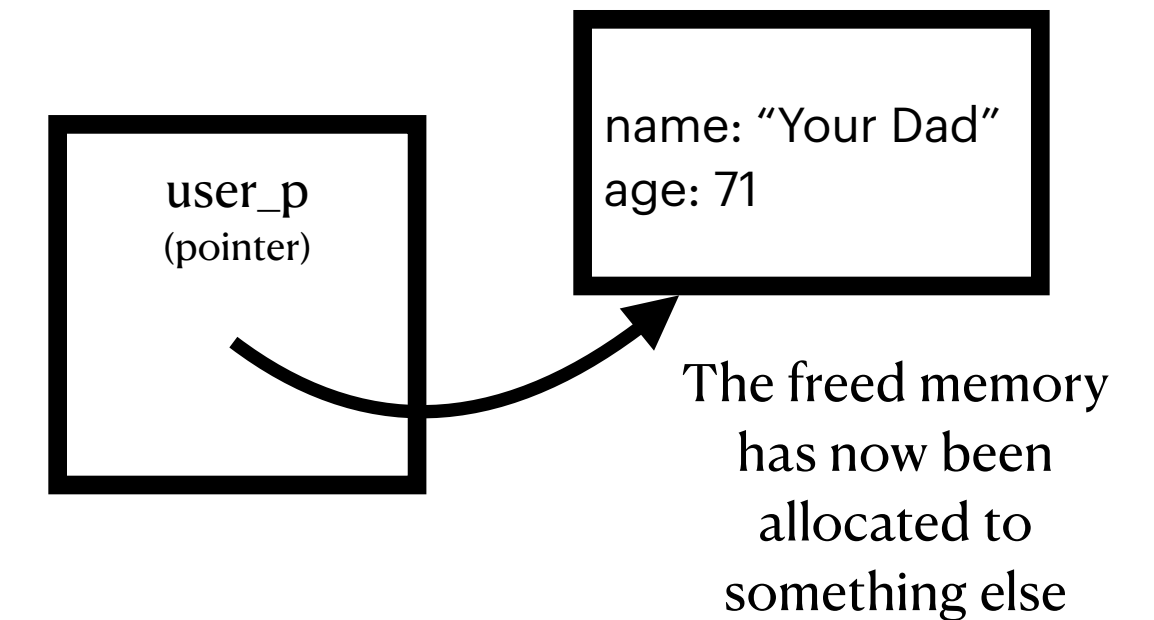 user_p
(pointer)
name: “Your Dad”
age: 71
The freed memory
has now been
allocated to
something else